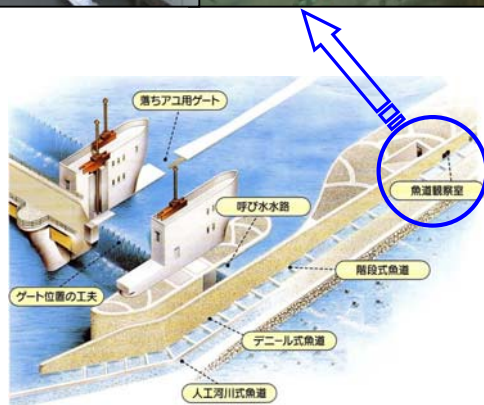 落ちアユ用ゲート
呼び水水路
魚道観察室
階段式魚道
ゲート位置の工夫
デニール式魚道
人工河川式魚道